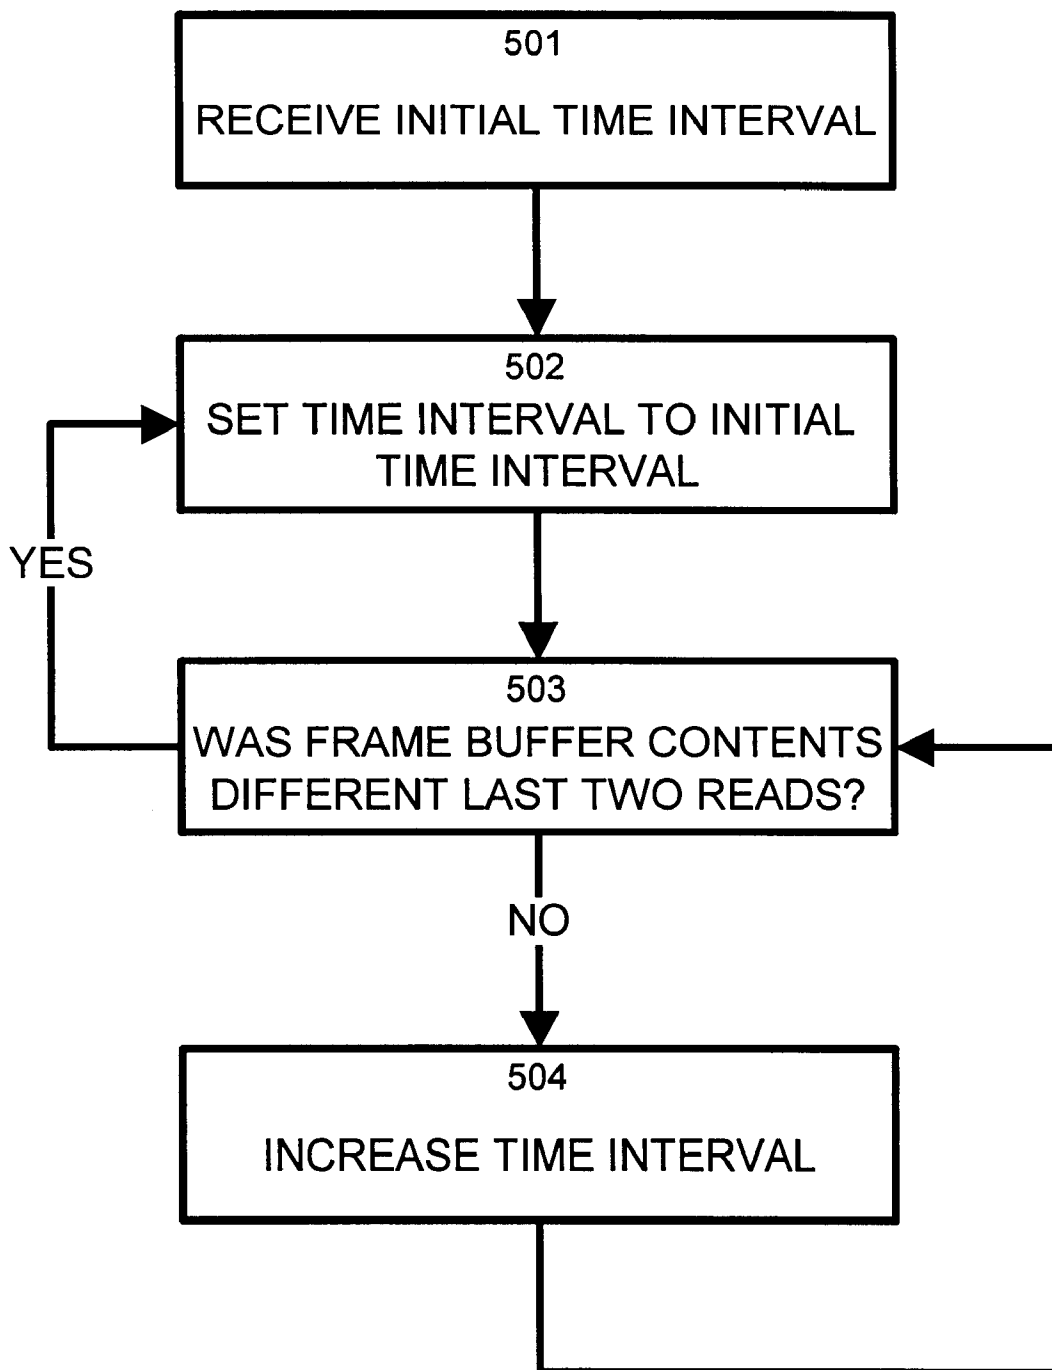 501
RECEIVE INITIAL TIME INTERVAL
502
SET TIME INTERVAL TO INITIAL
TIME INTERVAL
YES
503
WAS FRAME BUFFER CONTENTS
DIFFERENT LAST TWO READS?
NO
504
INCREASE TIME INTERVAL